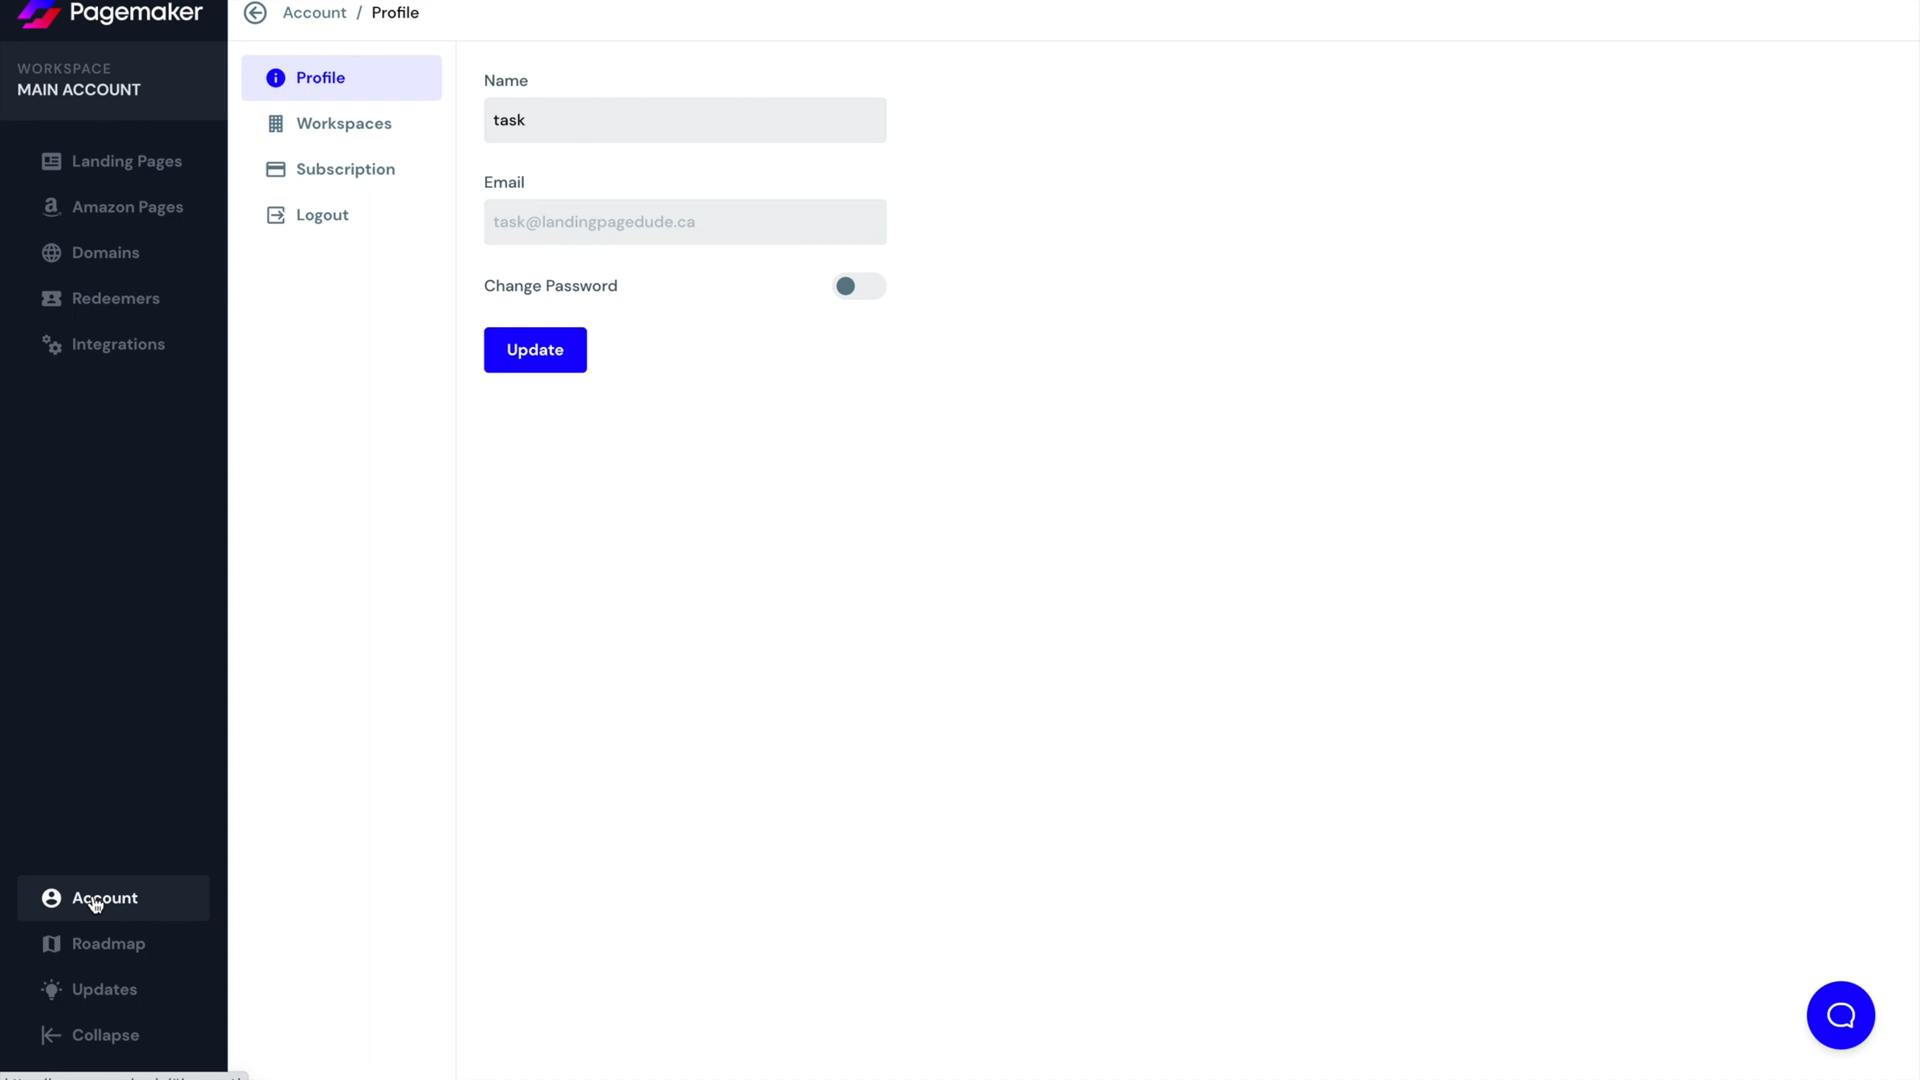 Pagemaker
Account / Profile
WORKSPACE
MAIN ACCOUNT
Landing Pages
Amazon Pages
Domains
Redeemers
Integrations
Profile
Workspaces
Subscription
Logout
Name
task
Email
task@landingpagedude.ca
Change Password
Update
Account
Roadmap
Updates
Collapse